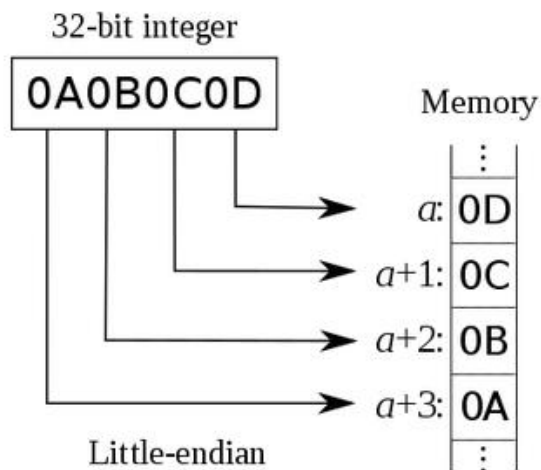 32-bit integer
0A0B0C0D
Memory
⋮
a: 0D
a+1: 0C
a+2: 0B
a+3: 0A
⋮
Little-endian